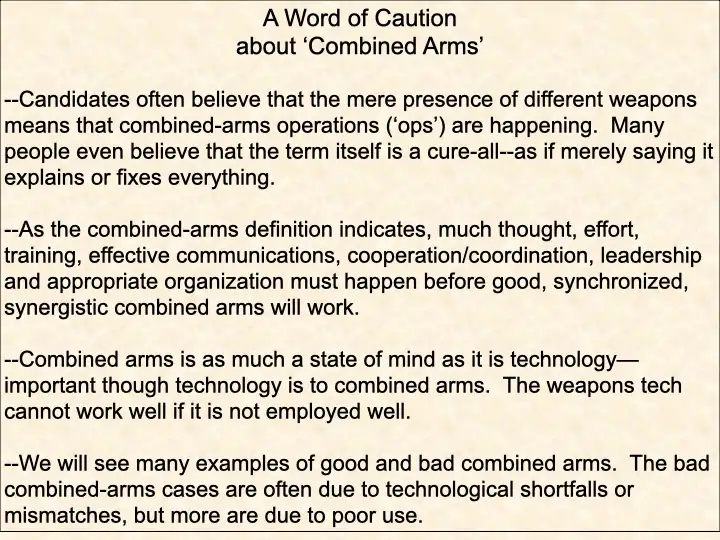 A Word of Caution
about ‘Combined Arms’
--Candidates often believe that the mere presence of different weapons
means that combined-arms operations (‘ops’) are happening.  Many
people even believe that the term itself is a cure-all--as if merely saying it
explains or fixes everything.
--As the combined-arms definition indicates, much thought, effort,
training, effective communications, cooperation/coordination, leadership
and appropriate organization must happen before good, synchronized,
synergistic combined arms will work.
--Combined arms is as much a state of mind as it is technology—
important though technology is to combined arms.  The weapons tech
cannot work well if it is not employed well.
--We will see many examples of good and bad combined arms.  The bad
combined-arms cases are often due to technological shortfalls or
mismatches, but more are due to poor use.